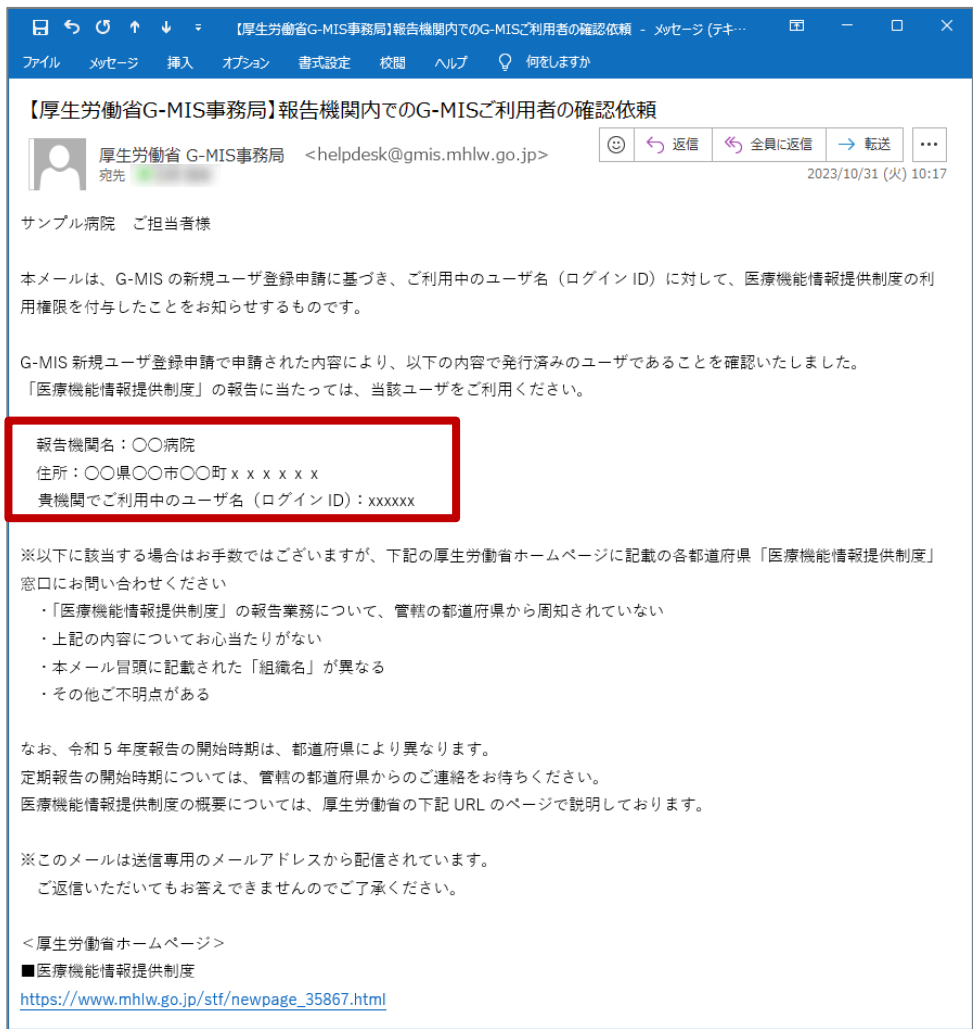 【厚生労働省G-MIS事務局】報告機関内でのG-MISご利用者の確認依頼 - メッセージ (テキ…
ファイル メッセージ 挿入 オプション 書式設定 校閲 ヘルプ 何をしますか
【厚生労働省G-MIS事務局】報告機関内でのG-MISご利用者の確認依頼
厚生労働省 G-MIS事務局 <helpdesk@gmis.mhlw.go.jp>
返信 全員に返信 転送 …
宛先
2023/10/31 (火) 10:17
サンプル病院 ご担当者様
本メールは、G-MIS の新規ユーザ登録申請に基づき、ご利用中のユーザ名（ログイン ID）に対して、医療機能情報提供制度の利
用権限を付与したことをお知らせするものです。
G-MIS 新規ユーザ登録申請で申請された内容により、以下の内容で発行済みのユーザであることを確認いたしました。
「医療機能情報提供制度」の報告に当たっては、当該ユーザをご利用ください。
報告機関名：〇〇病院
住所：〇〇県〇〇市〇〇町ｘｘｘｘｘｘ
貴機関でご利用中のユーザ名（ログイン ID）：xxxxxx
※以下に該当する場合はお手数ではございますが、下記の厚生労働省ホームページに記載の各都道府県「医療機能情報提供制度」
窓口にお問い合わせください
・「医療機能情報提供制度」の報告業務について、管轄の都道府県から周知されていない
・上記の内容についてお心当たりがない
・本メール冒頭に記載された「組織名」が異なる
・その他ご不明点がある
なお、令和５年度報告の開始時期は、都道府県により異なります。
定期報告の開始時期については、管轄の都道府県からのご連絡をお待ちください。
医療機能情報提供制度の概要については、厚生労働省の下記 URL のページで説明しております。
※このメールは送信専用のメールアドレスから配信されています。
ご返信いただいてもお答えできませんのでご了承ください。
＜厚生労働省ホームページ＞
■医療機能情報提供制度
https://www.mhlw.go.jp/stf/newpage_35867.html